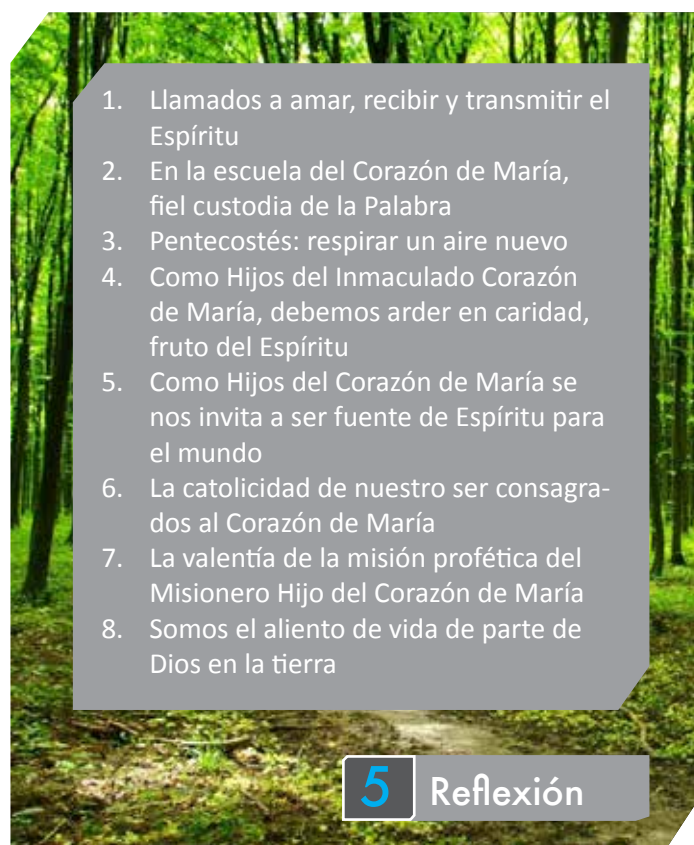 1. Llamados a amar, recibir y transmitir el
Espíritu
2. En la escuela del Corazón de María,
fiel custodia de la Palabra
3. Pentecostés: respirar un aire nuevo
4. Como Hijos del Inmaculado Corazón
de María, debemos arder en caridad,
fruto del Espíritu
5. Como Hijos del Corazón de María se
nos invita a ser fuente de Espíritu para
el mundo
6. La catolicidad de nuestro ser consagra-
dos al Corazón de María
7. La valentía de la misión profética del
Misionero Hijo del Corazón de María
8. Somos el aliento de vida de parte de
Dios en la tierra
5 Reflexión